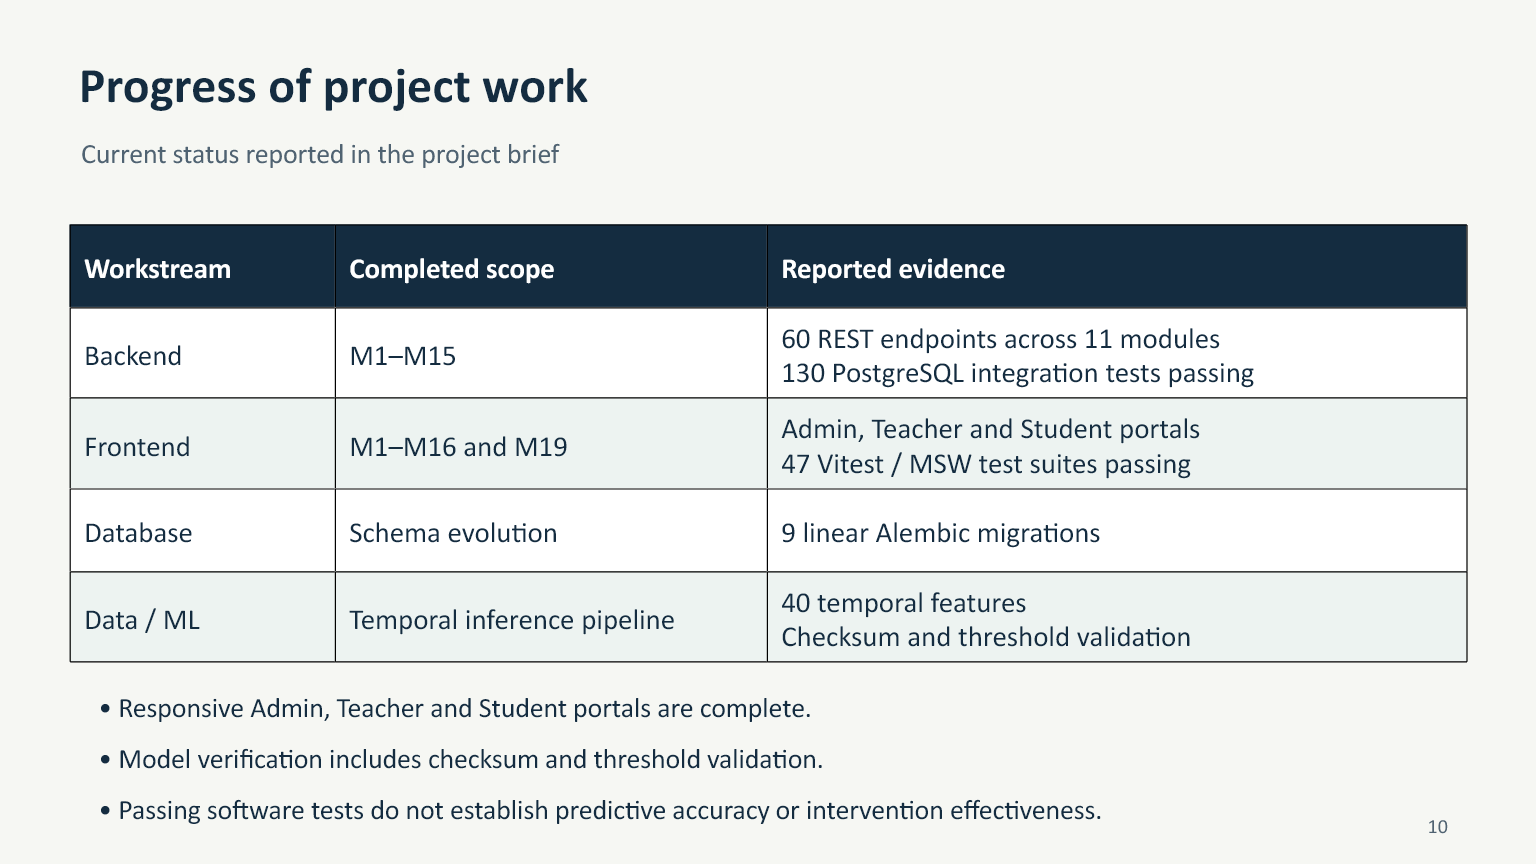 Progress of project work
Current status reported in the project brief
Workstream
Completed scope
Reported evidence
Backend
M1–M15
60 REST endpoints across 11 modules
130 PostgreSQL integration tests passing
Frontend
M1–M16 and M19
Admin, Teacher and Student portals
47 Vitest / MSW test suites passing
Database
Schema evolution
9 linear Alembic migrations
Data / ML
Temporal inference pipeline
40 temporal features
Checksum and threshold validation
• Responsive Admin, Teacher and Student portals are complete.
• Model verification includes checksum and threshold validation.
• Passing software tests do not establish predictive accuracy or intervention effectiveness.
10